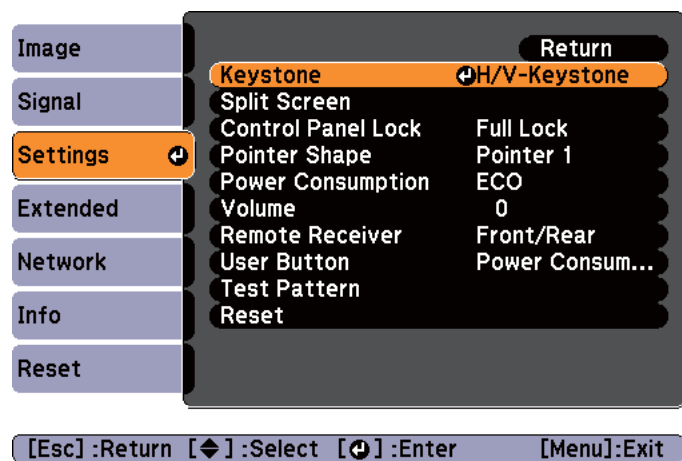 Image
Signal
Settings
Extended
Network
Info
Reset
Return
Keystone H/V-Keystone
Split Screen
Control Panel Lock Full Lock
Pointer Shape Pointer 1
Power Consumption ECO
Volume 0
Remote Receiver Front/Rear
User Button Power Consum...
Test Pattern
Reset
[Esc] :Return [◆] :Select [↵] :Enter [Menu]:Exit